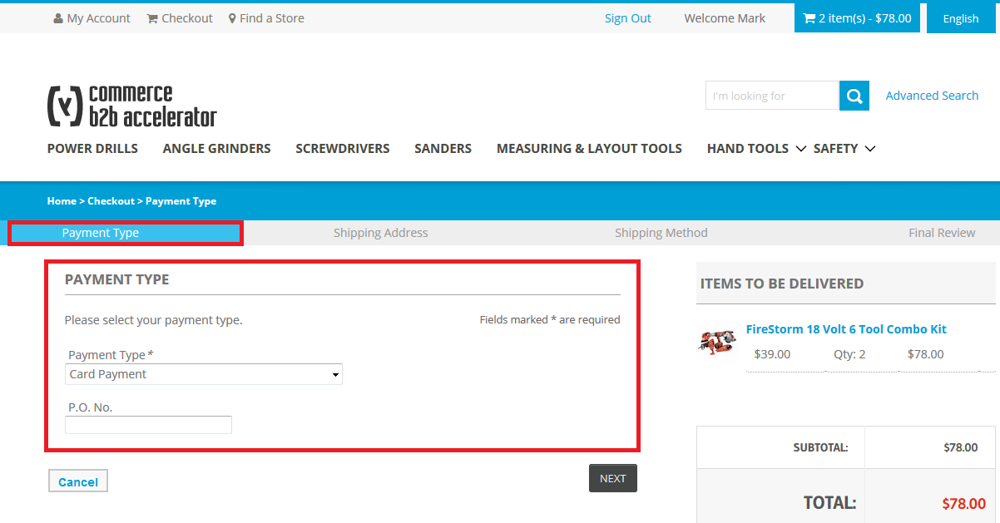 My Account Checkout Find a Store Sign Out Welcome Mark 2 item(s) - $78.00 English
commerce
b2b accelerator
I'm looking for Advanced Search
POWER DRILLS ANGLE GRINDERS SCREWDRIVERS SANDERS MEASURING & LAYOUT TOOLS HAND TOOLS SAFETY
Home > Checkout > Payment Type
Payment Type Shipping Address Shipping Method Final Review
PAYMENT TYPE
Please select your payment type. Fields marked * are required
Payment Type*
Card Payment
P.O. No.
Cancel NEXT
ITEMS TO BE DELIVERED
FireStorm 18 Volt 6 Tool Combo Kit
$39.00 Qty: 2 $78.00
SUBTOTAL: $78.00
TOTAL: $78.00